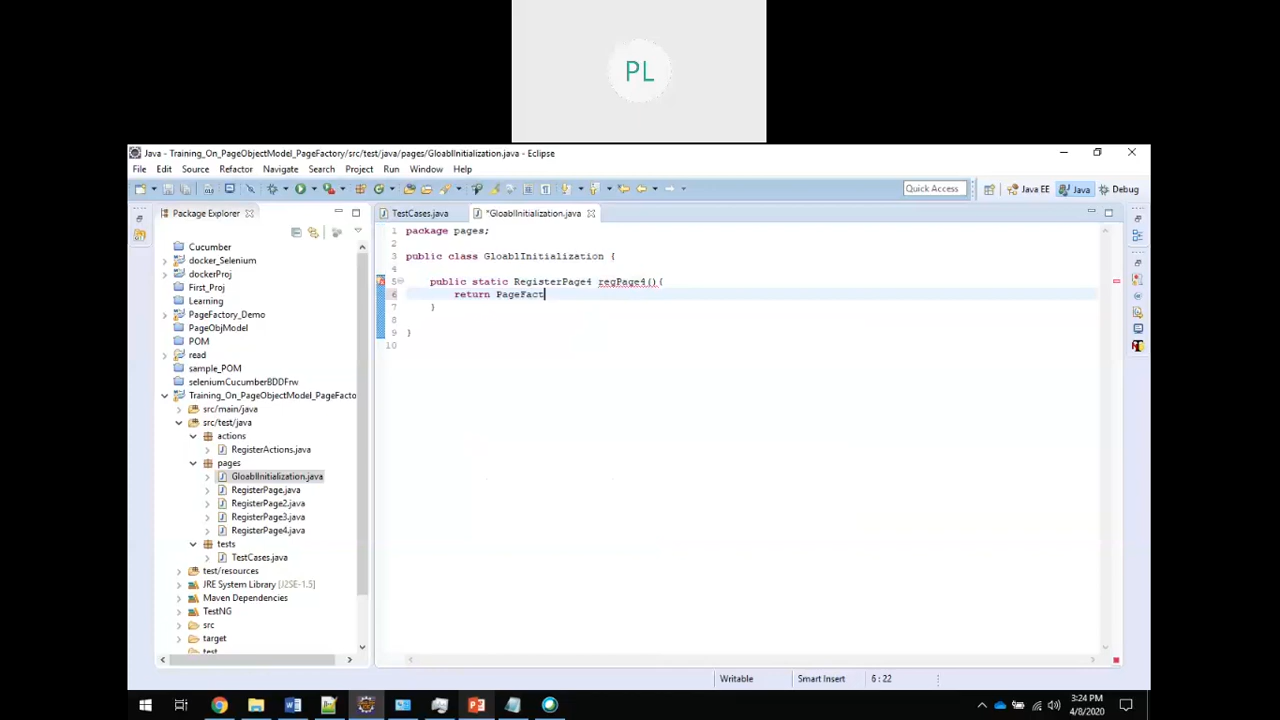 PL
Java - Training_On_PageObjectModel_PageFactory/src/test/java/pages/GloablInitialization.java - Eclipse
File Edit Source Refactor Navigate Search Project Run Window Help
Quick Access
Java EE
Java
Debug
Package Explorer
TestCases.java
*GloablInitialization.java
Cucumber
docker_Selenium
dockerProj
First_Proj
Learning
PageFactory_Demo
PageObjModel
POM
read
sample_POM
seleniumCucumberBDDFrw
Training_On_PageObjectModel_PageFacto
src/main/java
src/test/java
actions
RegisterActions.java
pages
GloablInitialization.java
RegisterPage.java
RegisterPage2.java
RegisterPage3.java
RegisterPage4.java
tests
TestCases.java
test/resources
JRE System Library [J2SE-1.5]
Maven Dependencies
TestNG
src
target
test
1 package pages;
2
3 public class GloablInitialization {
4
5 public static RegisterPage4 regPage4(){
6 return PageFact
7 }
8
9 }
10
Writable
Smart Insert
6 : 22
3:24 PM
4/8/2020